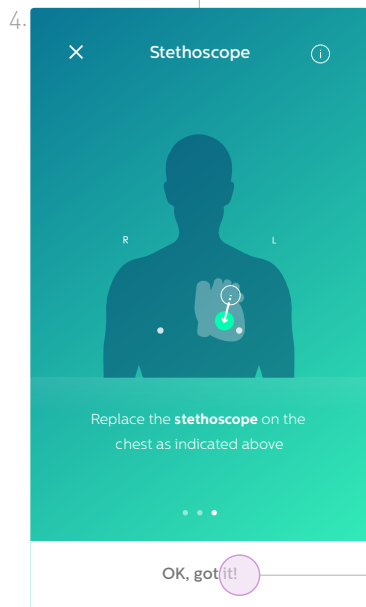 4.
Stethoscope
i
R
L
Replace the stethoscope on the
chest as indicated above
OK, got it!